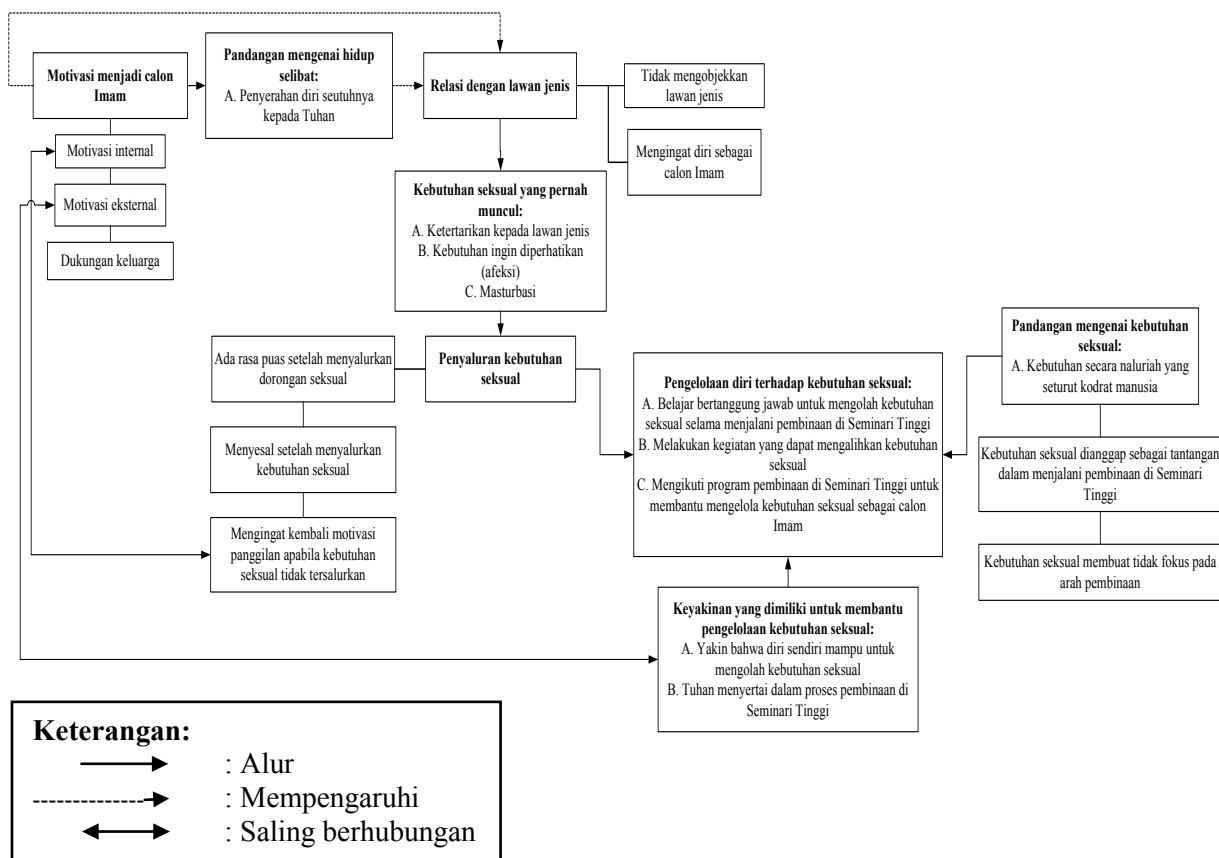 Motivasi menjadi calon
Imam
Motivasi internal
Motivasi eksternal
Dukungan keluarga
Pandangan mengenai hidup
selibat:
A. Penyerahan diri seutuhnya
kepada Tuhan
Relasi dengan lawan jenis
Tidak mengobjekkan
lawan jenis
Mengingat diri sebagai
calon Imam
Kebutuhan seksual yang pernah
muncul:
A. Ketertarikan kepada lawan jenis
B. Kebutuhan ingin diperhatikan
(afeksi)
C. Masturbasi
Penyaluran kebutuhan
seksual
Ada rasa puas setelah menyalurkan
dorongan seksual
Menyesal setelah menyalurkan
kebutuhan seksual
Mengingat kembali motivasi
panggilan apabila kebutuhan
seksual tidak tersalurkan
Pengelolaan diri terhadap kebutuhan seksual:
A. Belajar bertanggung jawab untuk mengolah kebutuhan
seksual selama menjalani pembinaan di Seminari Tinggi
B. Melakukan kegiatan yang dapat mengalihkan kebutuhan
seksual
C. Mengikuti program pembinaan di Seminari Tinggi untuk
membantu mengelola kebutuhan seksual sebagai calon
Imam
Pandangan mengenai kebutuhan
seksual:
A. Kebutuhan secara naluriah yang
seturut kodrat manusia
Kebutuhan seksual dianggap sebagai tantangan
dalam menjalani pembinaan di Seminari
Tinggi
Kebutuhan seksual membuat tidak fokus pada
arah pembinaan
Keyakinan yang dimiliki untuk membantu
pengelolaan kebutuhan seksual:
A. Yakin bahwa diri sendiri mampu untuk
mengolah kebutuhan seksual
B. Tuhan menyertai dalam proses pembinaan di
Seminari Tinggi
Keterangan:
: Alur
: Mempengaruhi
: Saling berhubungan